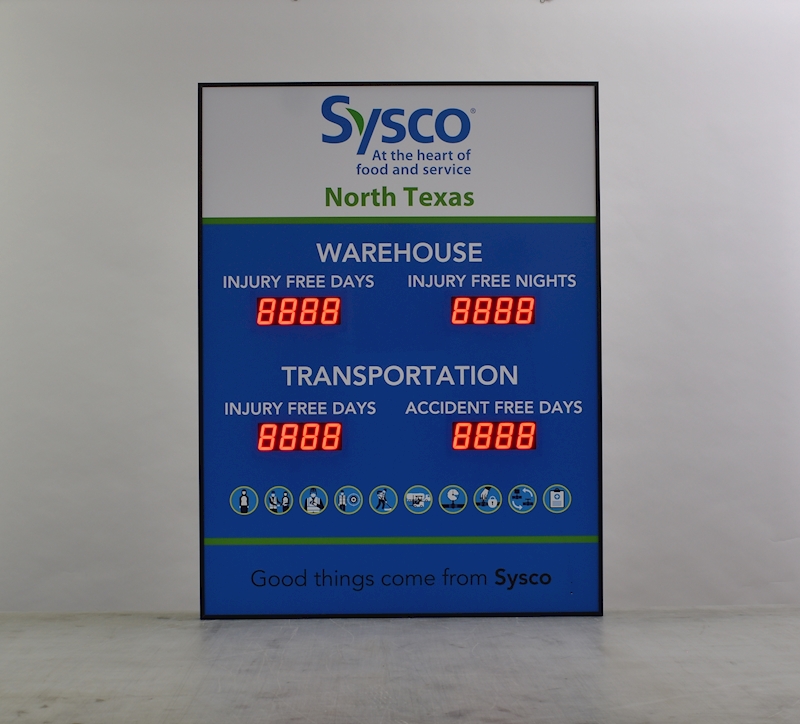 Sysco®
At the heart of
food and service
North Texas
WAREHOUSE
INJURY FREE DAYS INJURY FREE NIGHTS
8888 8888
TRANSPORTATION
INJURY FREE DAYS ACCIDENT FREE DAYS
8888 8888
Good things come from Sysco